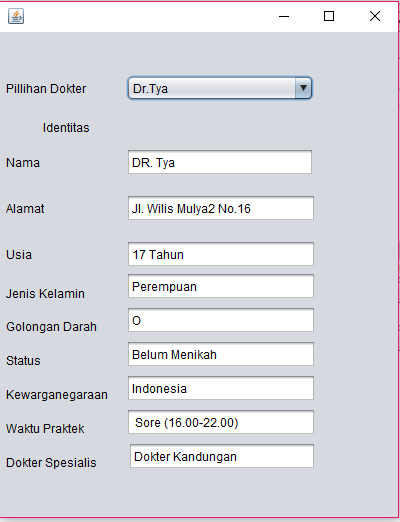 Pillihan Dokter Dr.Tya
Identitas
Nama DR. Tya
Alamat Jl. Wilis Mulya2 No.16
Usia 17 Tahun
Jenis Kelamin Perempuan
Golongan Darah O
Status Belum Menikah
Kewarganegaraan Indonesia
Waktu Praktek Sore (16.00-22.00)
Dokter Spesialis Dokter Kandungan